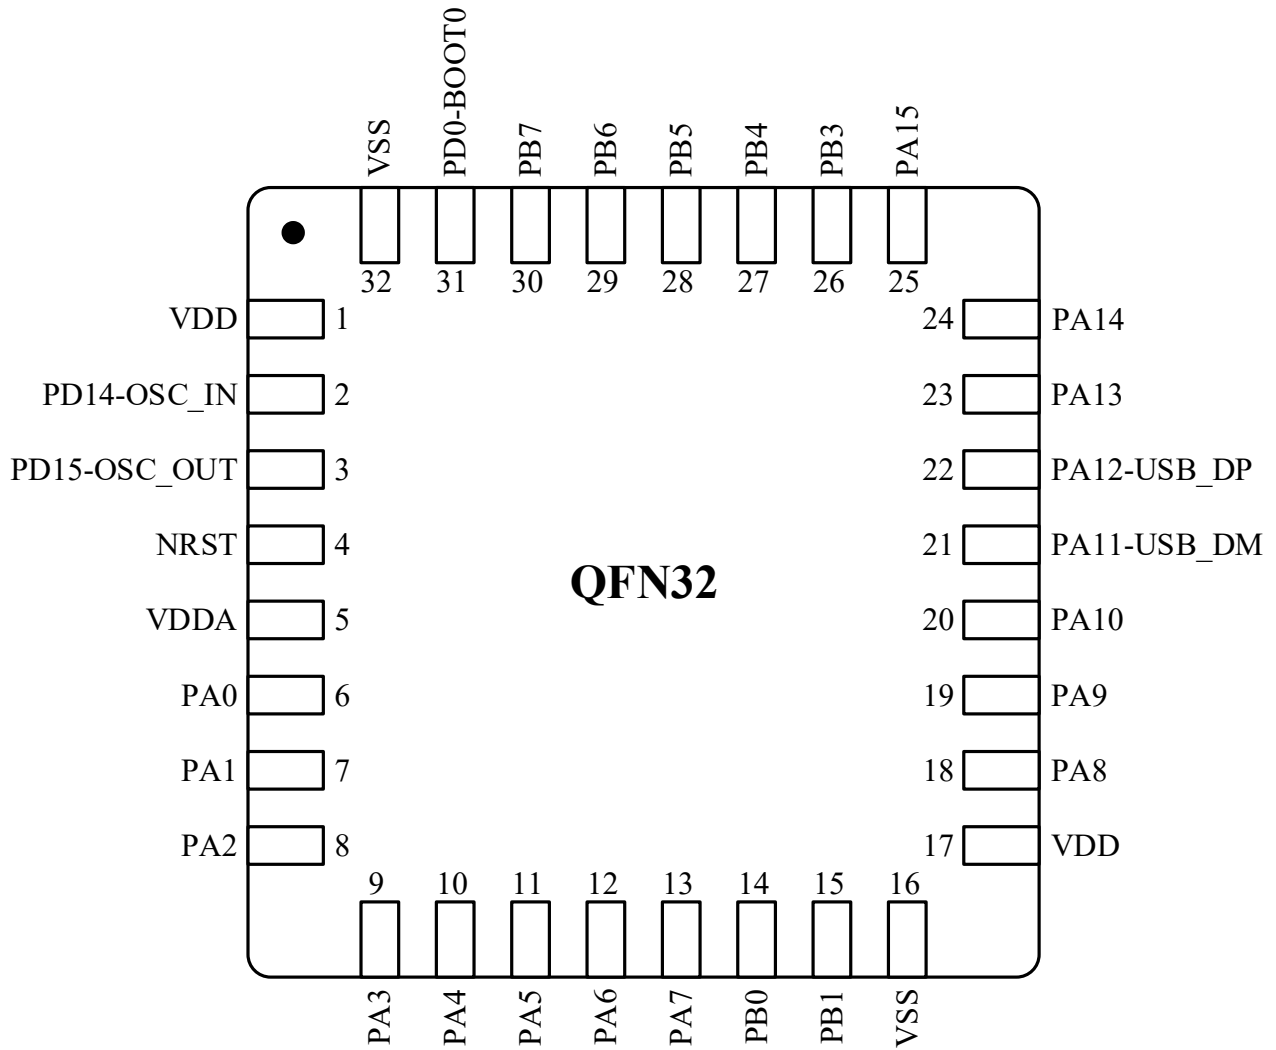 VSS
PD0-BOOT0
PB7
PB6
PB5
PB4
PB3
PA15
32 31 30 29 28 27 26 25
VDD 1 24 PA14
PD14-OSC_IN 2 23 PA13
PD15-OSC_OUT 3 22 PA12-USB_DP
NRST 4 21 PA11-USB_DM
QFN32
VDDA 5 20 PA10
PA0 6 19 PA9
PA1 7 18 PA8
PA2 8 17 VDD
9 10 11 12 13 14 15 16
PA3
PA4
PA5
PA6
PA7
PB0
PB1
VSS